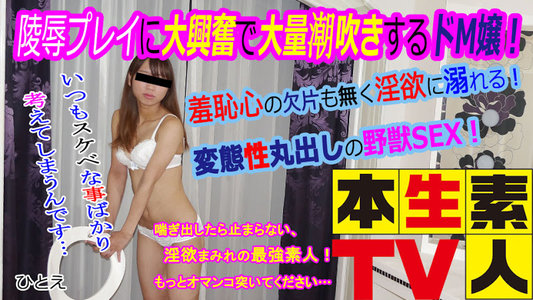 陵辱プレイに大興奮で大量潮吹きするドM嬢！
羞恥心の欠片も無く淫欲に溺れる！
変態性丸出しの野獣SEX！
いつもスケベな事ばかり
考えてしまうんです…
ひとえ
喘ぎ出したら止まらない、
淫欲まみれの最強素人！
もっとオマンコ突いてください…
本生素人TV